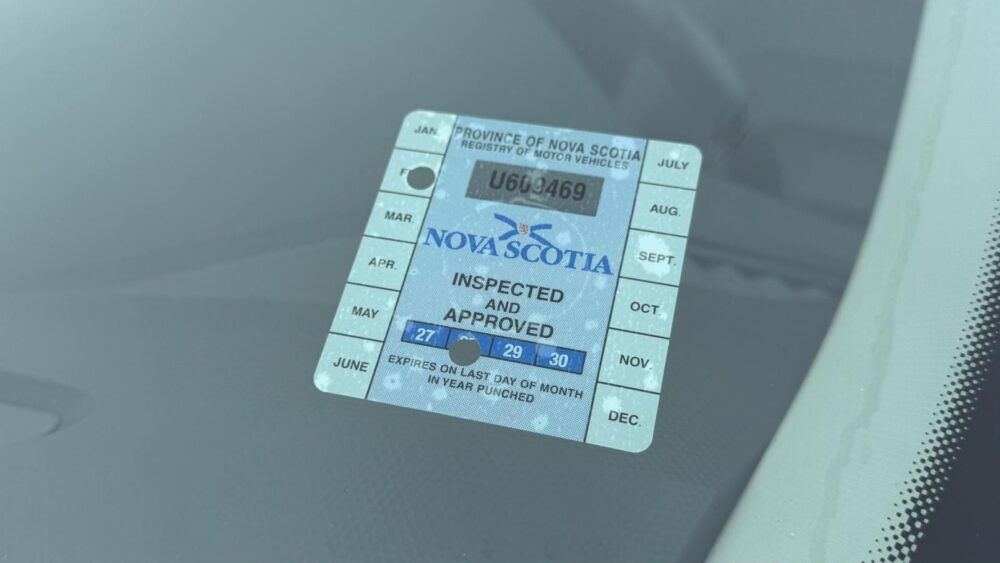 JAN.
MAR.
APR.
MAY
JUNE
PROVINCE OF NOVA SCOTIA
REGISTRY OF MOTOR VEHICLES
U609469
NOVA SCOTIA
INSPECTED
AND
APPROVED
27 29 30
EXPIRES ON LAST DAY OF MONTH
IN YEAR PUNCHED
JULY
AUG.
SEPT.
OCT.
NOV.
DEC.